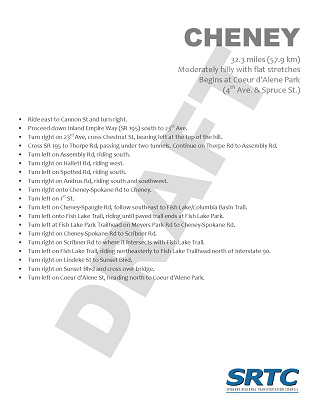 CHENEY
32.3 miles (57.9 km)
Moderately hilly with flat stretches
Begins at Coeur d'Alene Park
(4th Ave. & Spruce St.)
• Ride east to Cannon St and turn right.
• Proceed down Inland Empire Way (SR 195) south to 23rd Ave.
• Turn right on 23rd Ave, cross Chestnut St, bearing left at the top of the hill.
• Cross SR 195 to Thorpe Rd, passing under two tunnels. Continue on Thorpe Rd to Assembly Rd.
• Turn left on Assembly Rd, riding south.
• Turn right on Hallett Rd, riding west.
• Turn left on Spotted Rd, riding south.
• Turn right on Andrus Rd, riding south and southwest.
• Turn right onto Cheney-Spokane Rd to Cheney.
• Turn left on 1st St.
• Turn left on Cheney-Spangle Rd, follow southeast to Fish Lake/Columbia Basin Trail.
• Turn left onto Fish Lake Trail, riding until paved trail ends at Fish Lake Park.
• Turn left at Fish Lake Park Trailhead on Meyers Park Rd to Cheney-Spokane Rd.
• Turn right on Cheney-Spokane Rd to Scribner Rd.
• Turn right on Scribner Rd to where it intersects with Fish Lake Trail.
• Turn left on Fish Lake Trail, riding northeasterly to Fish Lake Trailhead north of Interstate 90.
• Turn right on Lindeke St to Sunset Blvd.
• Turn right on Sunset Blvd and cross over bridge.
• Turn left on Coeur d'Alene St, heading north to Coeur d'Alene Park.
DRAFT
SRTC
SPOKANE REGIONAL TRANSPORTATION COUNCIL